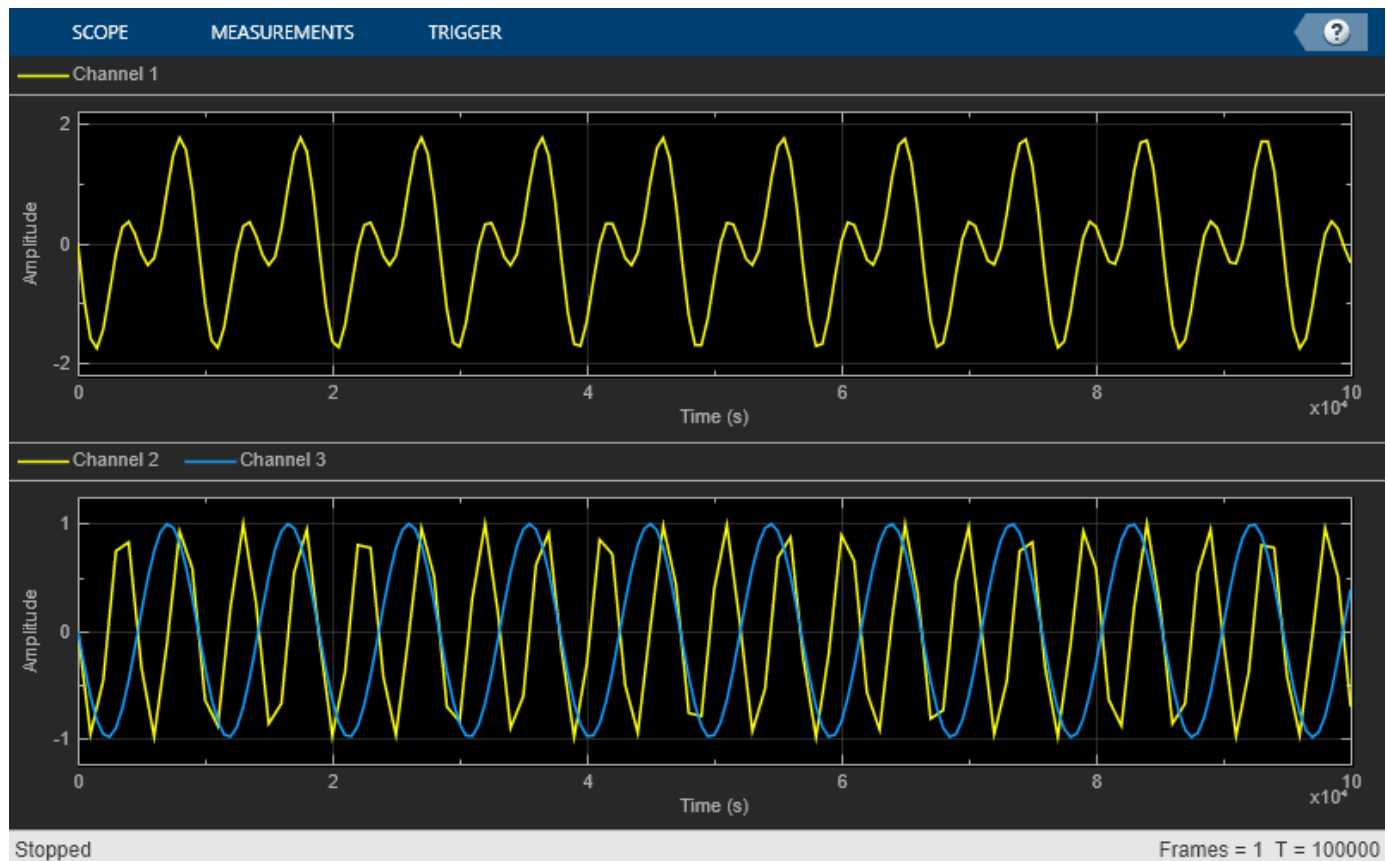 SCOPE MEASUREMENTS TRIGGER ?
Channel 1
2
0
-2
Amplitude
0 2 4 6 8 10
Time (s)
x10⁴
Channel 2 Channel 3
1
0
-1
Amplitude
0 2 4 6 8 10
Time (s)
x10⁴
Stopped Frames = 1 T = 100000